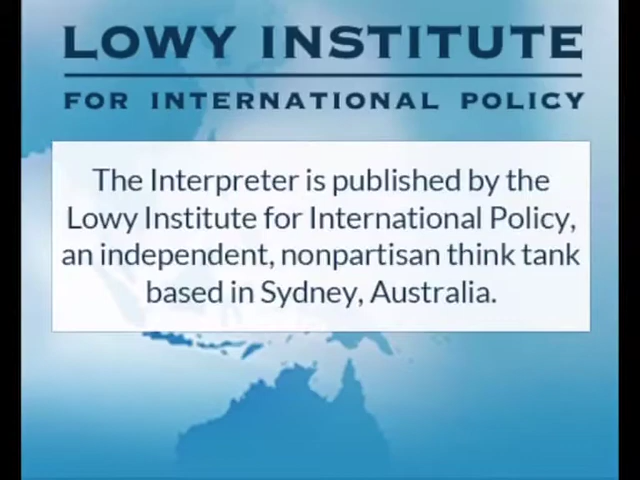 LOWY INSTITUTE
FOR INTERNATIONAL POLICY
The Interpreter is published by the
Lowy Institute for International Policy,
an independent, nonpartisan think tank
based in Sydney, Australia.